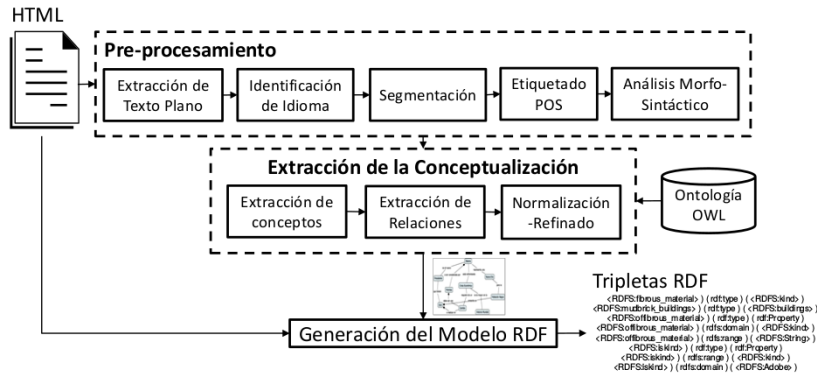 HTML
Pre-procesamiento
Extracción de
Texto Plano
Identificación
de Idioma
Segmentación
Etiquetado
POS
Análisis Morfo-
Sintáctico
Extracción de la Conceptualización
Extracción de
conceptos
Extracción de
Relaciones
Normalización
-Refinado
Ontología
OWL
Tripletas RDF
<RDFS:fibrous_material> ) ( rdf:type ) ( <RDFS:kind>)
<RDFS:mudbrick_buildings> ) ( rdf:type ) ( <RDFS:buildings>)
<RDFS:offibrous_material> ) ( rdf:type ) ( rdf:Property)
<RDFS:offibrous_material> ) ( rdfs:domain ) ( <RDFS:kind>)
<RDFS:offibrous_material> ) ( rdfs:range ) ( <RDFS:String>)
<RDFS:iskind> ) ( rdf:type ) ( rdf:Property)
<RDFS:iskind> ) ( rdfs:range ) ( <RDFS:kind>)
<RDFS:iskind> ) ( rdfs:domain ) ( <RDFS:Adobe>)
Generación del Modelo RDF